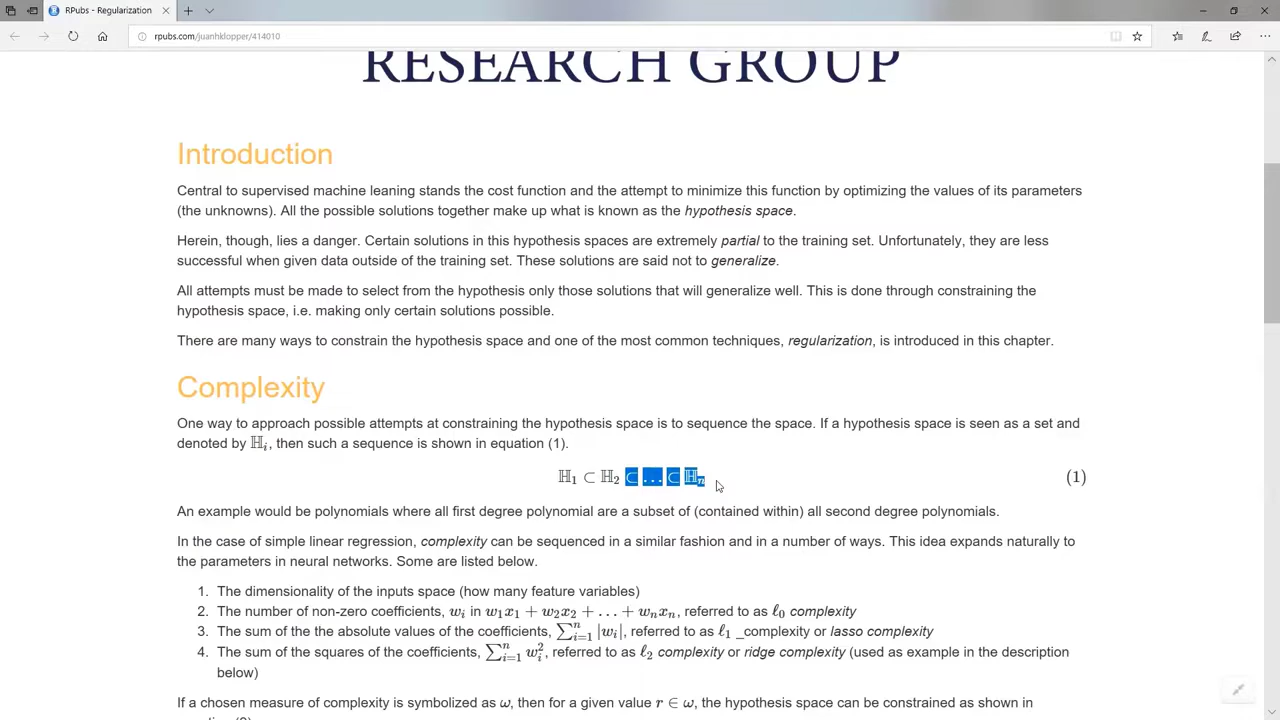 RPubs - Regularization
rpubs.com/juanhklopper/414010
RESEARCH GROUP
Introduction
Central to supervised machine leaning stands the cost function and the attempt to minimize this function by optimizing the values of its parameters
(the unknowns). All the possible solutions together make up what is known as the hypothesis space.
Herein, though, lies a danger. Certain solutions in this hypothesis spaces are extremely partial to the training set. Unfortunately, they are less
successful when given data outside of the training set. These solutions are said not to generalize.
All attempts must be made to select from the hypothesis only those solutions that will generalize well. This is done through constraining the
hypothesis space, i.e. making only certain solutions possible.
There are many ways to constrain the hypothesis space and one of the most common techniques, regularization, is introduced in this chapter.
Complexity
One way to approach possible attempts at constraining the hypothesis space is to sequence the space. If a hypothesis space is seen as a set and
denoted by ℍᵢ, then such a sequence is shown in equation (1).
ℍ₁ ⊂ ℍ₂ ⊂ … ⊂ ℍₙ (1)
An example would be polynomials where all first degree polynomial are a subset of (contained within) all second degree polynomials.
In the case of simple linear regression, complexity can be sequenced in a similar fashion and in a number of ways. This idea expands naturally to
the parameters in neural networks. Some are listed below.
1. The dimensionality of the inputs space (how many feature variables)
2. The number of non-zero coefficients, wᵢ in w₁x₁ + w₂x₂ + … + wₙxₙ, referred to as ℓ₀ complexity
3. The sum of the the absolute values of the coefficients, ∑ⁿᵢ₌₁ |wᵢ|, referred to as ℓ₁ _complexity or lasso complexity
4. The sum of the squares of the coefficients, ∑ⁿᵢ₌₁ wᵢ², referred to as ℓ₂ complexity or ridge complexity (used as example in the description
below)
If a chosen measure of complexity is symbolized as ω, then for a given value r ∈ ω, the hypothesis space can be constrained as shown in